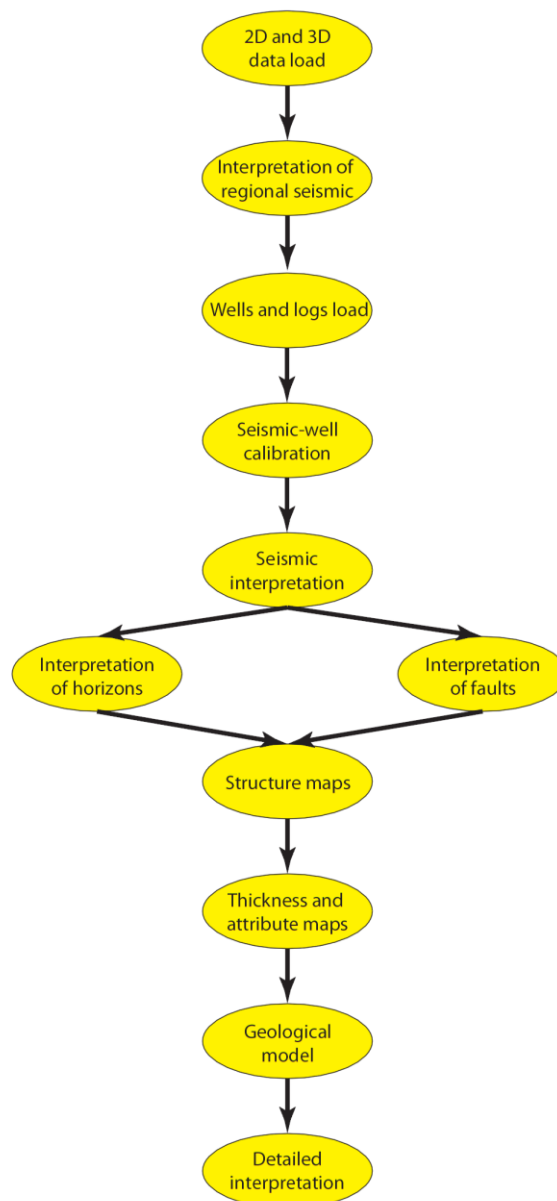 2D and 3D
data load
Interpretation of
regional seismic
Wells and logs load
Seismic-well
calibration
Seismic
interpretation
Interpretation
of horizons
Interpretation
of faults
Structure maps
Thickness and
attribute maps
Geological
model
Detailed
interpretation